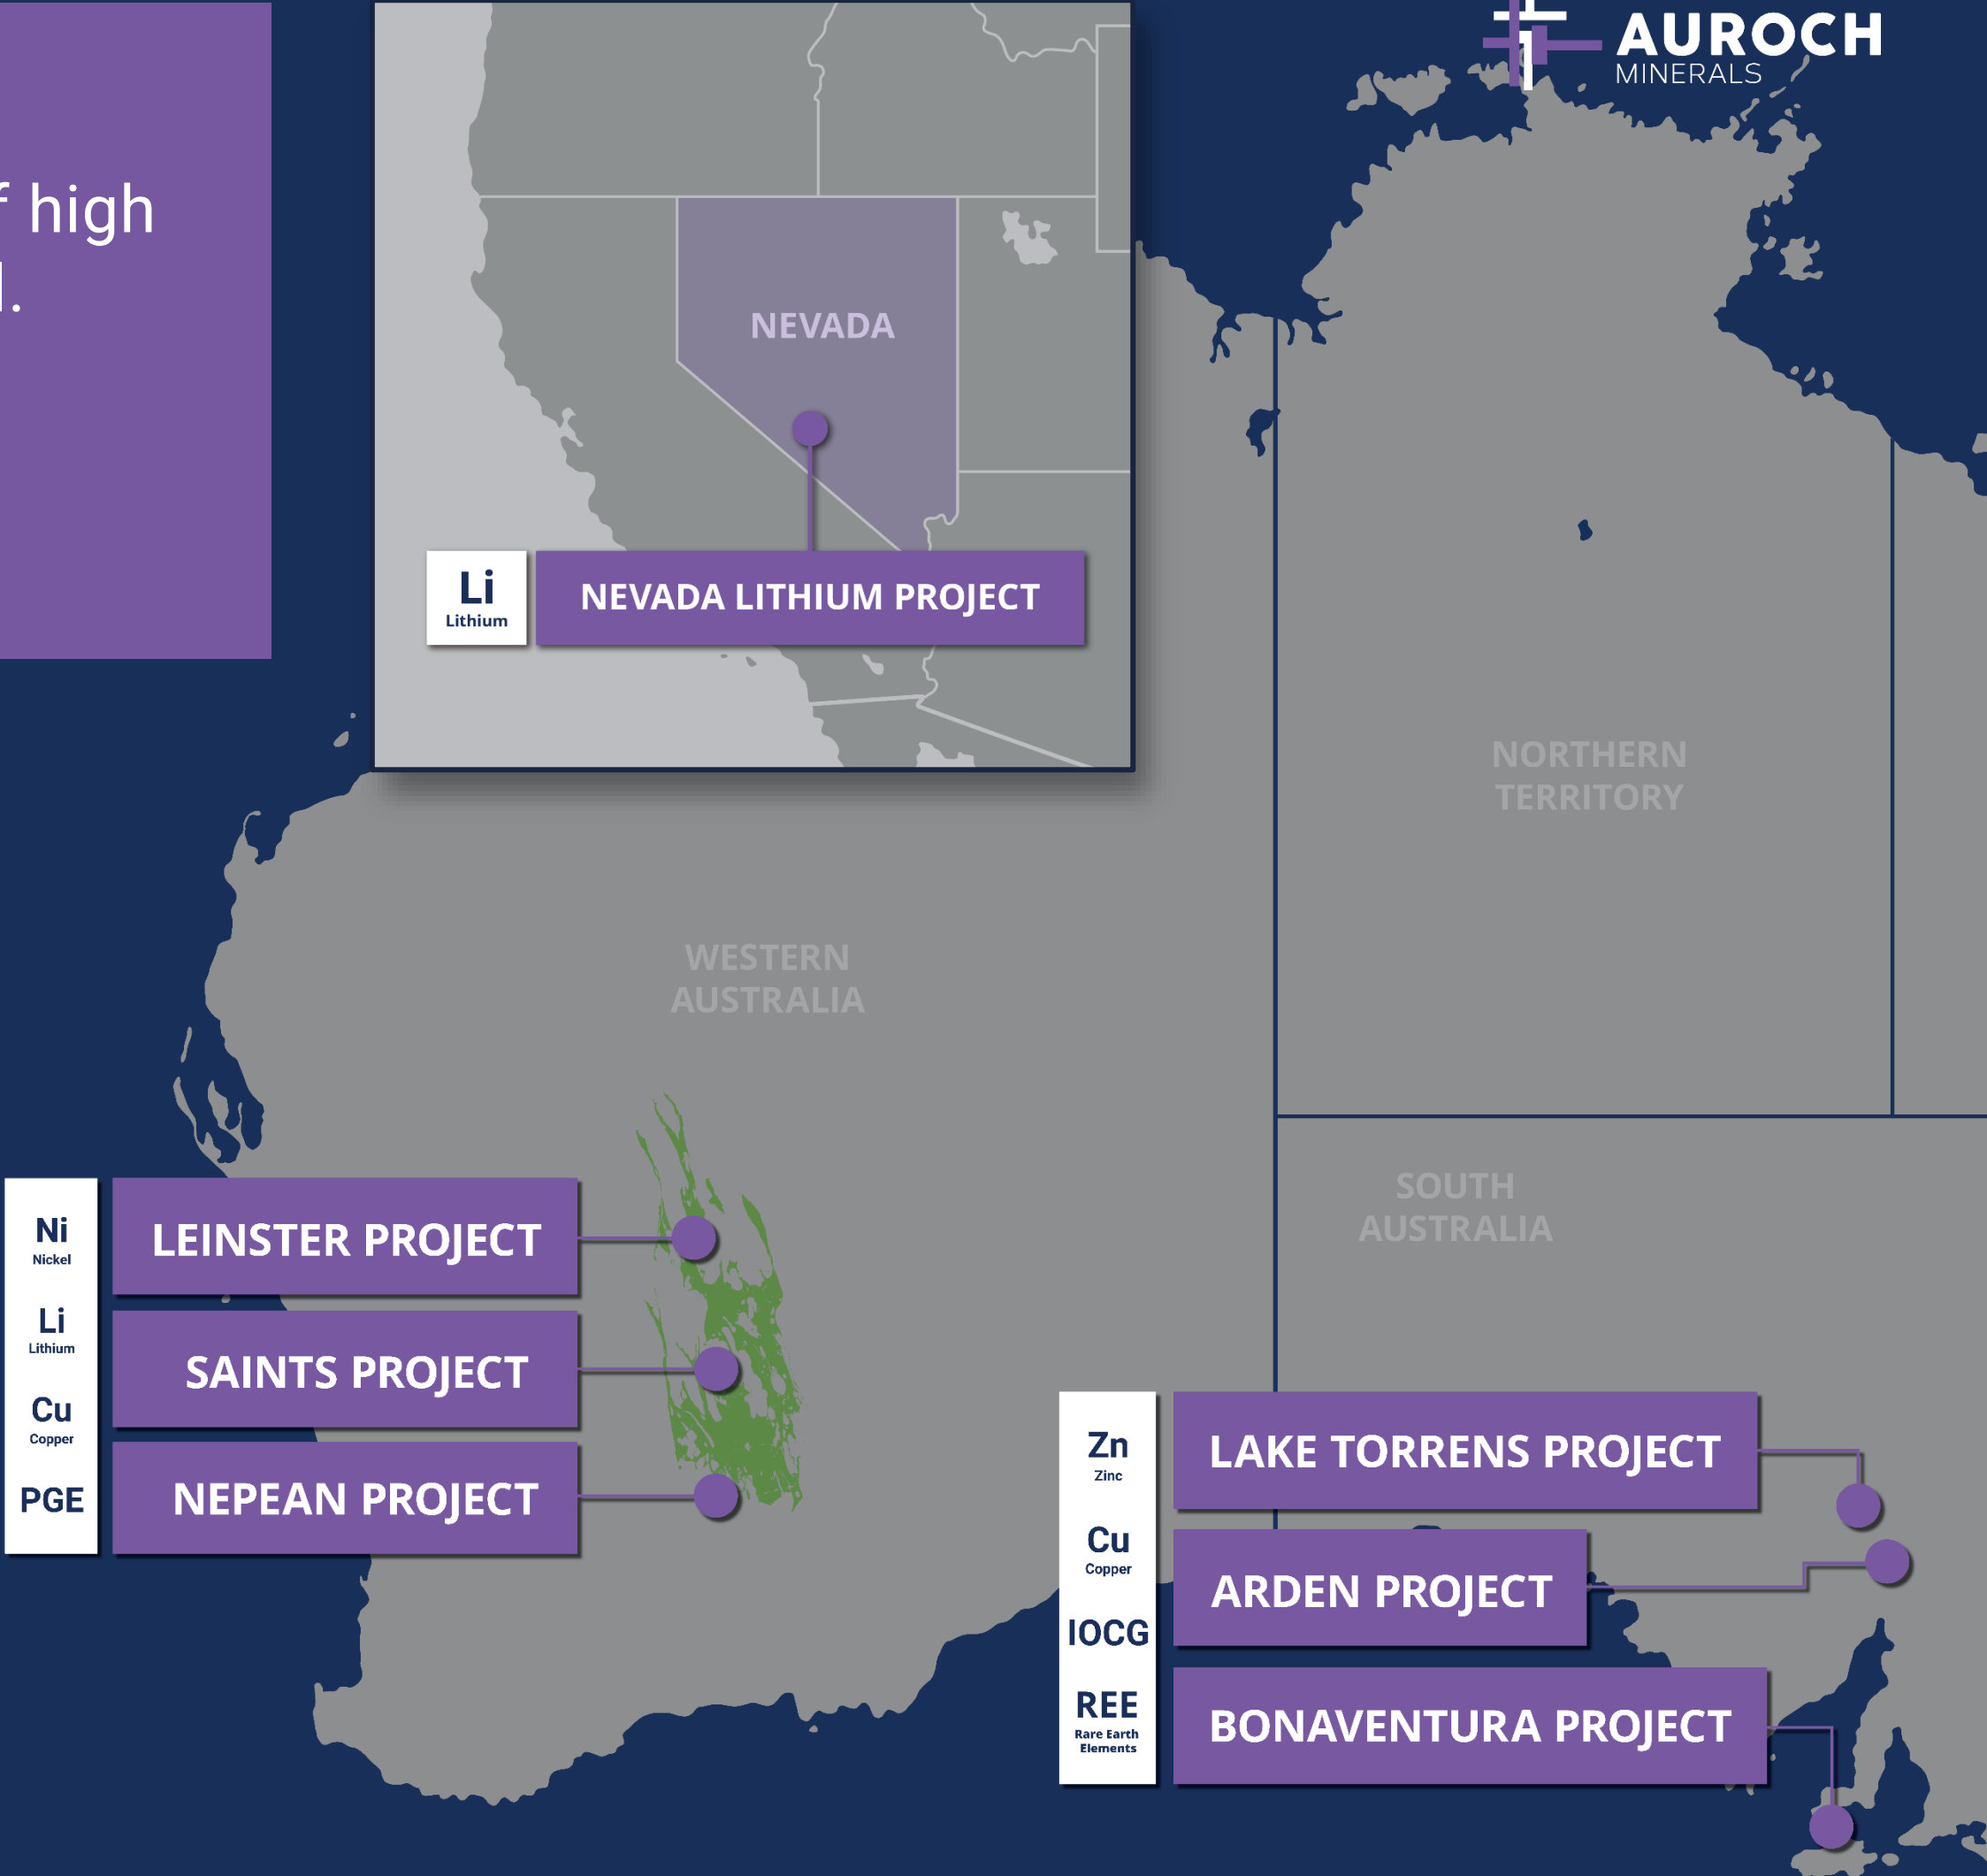 AUROCH
MINERALS
high
NEVADA
Li
Lithium
NEVADA LITHIUM PROJECT
NORTHERN
TERRITORY
WESTERN
AUSTRALIA
SOUTH
AUSTRALIA
Ni
Nickel
Li
Lithium
Cu
Copper
PGE
LEINSTER PROJECT
SAINTS PROJECT
NEPEAN PROJECT
Zn
Zinc
Cu
Copper
IOCG
REE
Rare Earth
Elements
LAKE TORRENS PROJECT
ARDEN PROJECT
BONAVENTURA PROJECT